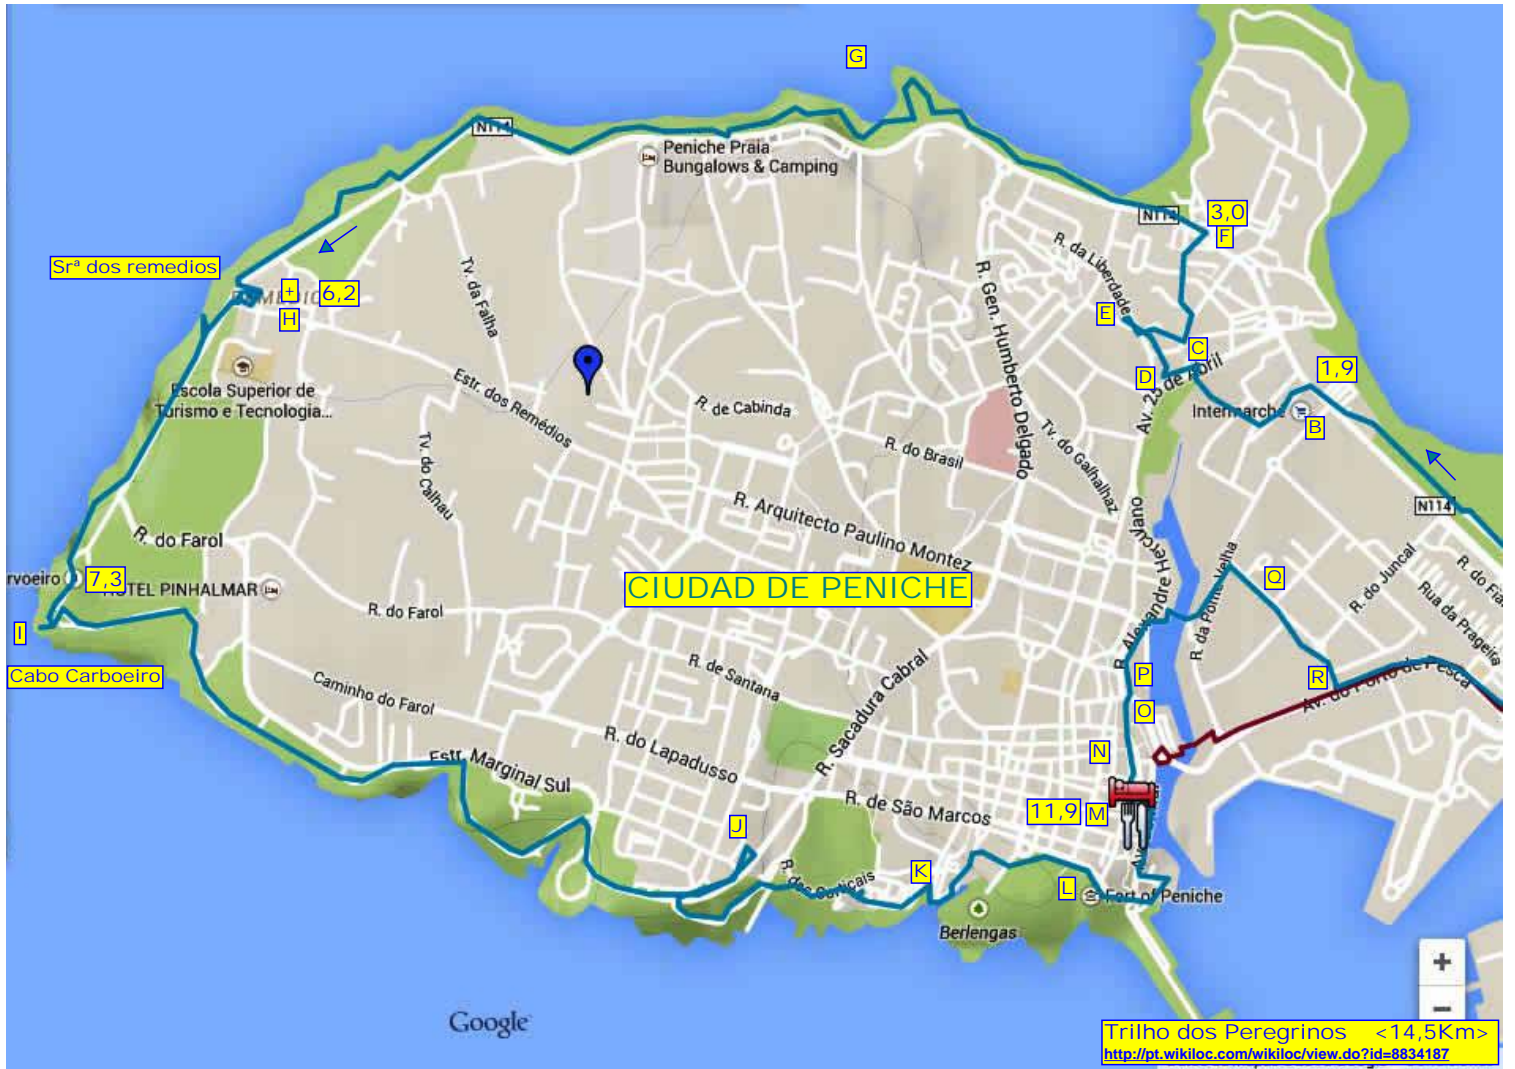 G
N114
Peniche Praia
Bungalows & Camping
3,0
N114
F
R. da Liberdade
Srª dos remedios
+
6,2
H
Tv. da Falha
R. Gen. Humberto Delgado
E
C
D
Av. 25 de Abril
1,9
Intermarche
B
Escola Superior de
Turismo e Tecnologia...
Estr. dos Remédios
R. de Cabinda
R. do Brasil
Tv. do Galhalhaz
Tv. do Calhau
N114
R. Arquitecto Paulino Montez
R. Alexandre Herculano
R. da Ponte Velha
Q
R. do Juncal
R. do Fia
Rua da Prageira
R. do Farol
rvoeiro
7,3
HOTEL PINHALMAR
R. do Farol
CIUDAD DE PENICHE
I
Cabo Carboeiro
Caminho do Farol
R. de Santana
R. Sacadura Cabral
P
O
R
Av. do Porto de Pesca
N
Estr. Marginal Sul
R. do Lapadusso
R. de São Marcos
11,9
M
J
R. dos Corticais
K
L
Fort of Peniche
Berlengas
Google
+
−
Trilho dos Peregrinos <14,5Km>
http://pt.wikiloc.com/wikiloc/view.do?id=8834187